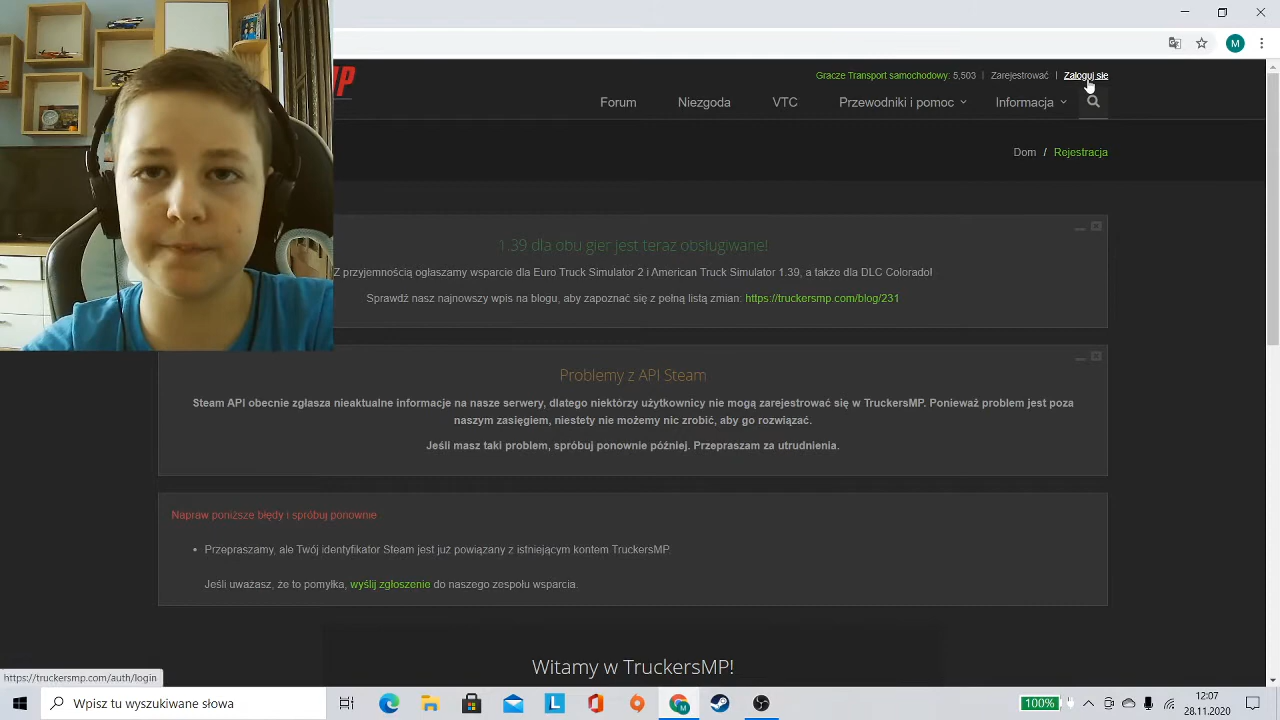 M
MP
Gracze Transport samochodowy: 5,503 | Zarejestrować | Zaloguj się
Forum Niezgoda VTC Przewodniki i pomoc Informacja
Dom / Rejestracja
1.39 dla obu gier jest teraz obsługiwane!
Z przyjemnością ogłaszamy wsparcie dla Euro Truck Simulator 2 i American Truck Simulator 1.39, a także dla DLC Colorado!
Sprawdź nasz najnowszy wpis na blogu, aby zapoznać się z pełną listą zmian: https://truckersmp.com/blog/231
Problemy z API Steam
Steam API obecnie zgłasza nieaktualne informacje na nasze serwery, dlatego niektórzy użytkownicy nie mogą zarejestrować się w TruckersMP. Ponieważ problem jest poza
naszym zasięgiem, niestety nie możemy nic zrobić, aby go rozwiązać.
Jeśli masz taki problem, spróbuj ponownie później. Przepraszam za utrudnienia.
Napraw poniższe błędy i spróbuj ponownie
• Przepraszamy, ale Twój identyfikator Steam jest już powiązany z istniejącym kontem TruckersMP.
Jeśli uważasz, że to pomyłka, wyślij zgłoszenie do naszego zespołu wsparcia.
Witamy w TruckersMP!
https://truckersmp.com/auth/login
Wpisz tu wyszukiwane słowa
L
M
100%
12:07
28.11.2020